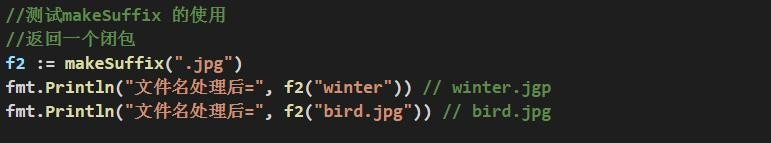 //测试makeSuffix 的使用
//返回一个闭包
f2 := makeSuffix(".jpg")
fmt.Println("文件名处理后=", f2("winter")) // winter.jgp
fmt.Println("文件名处理后=", f2("bird.jpg")) // bird.jpg